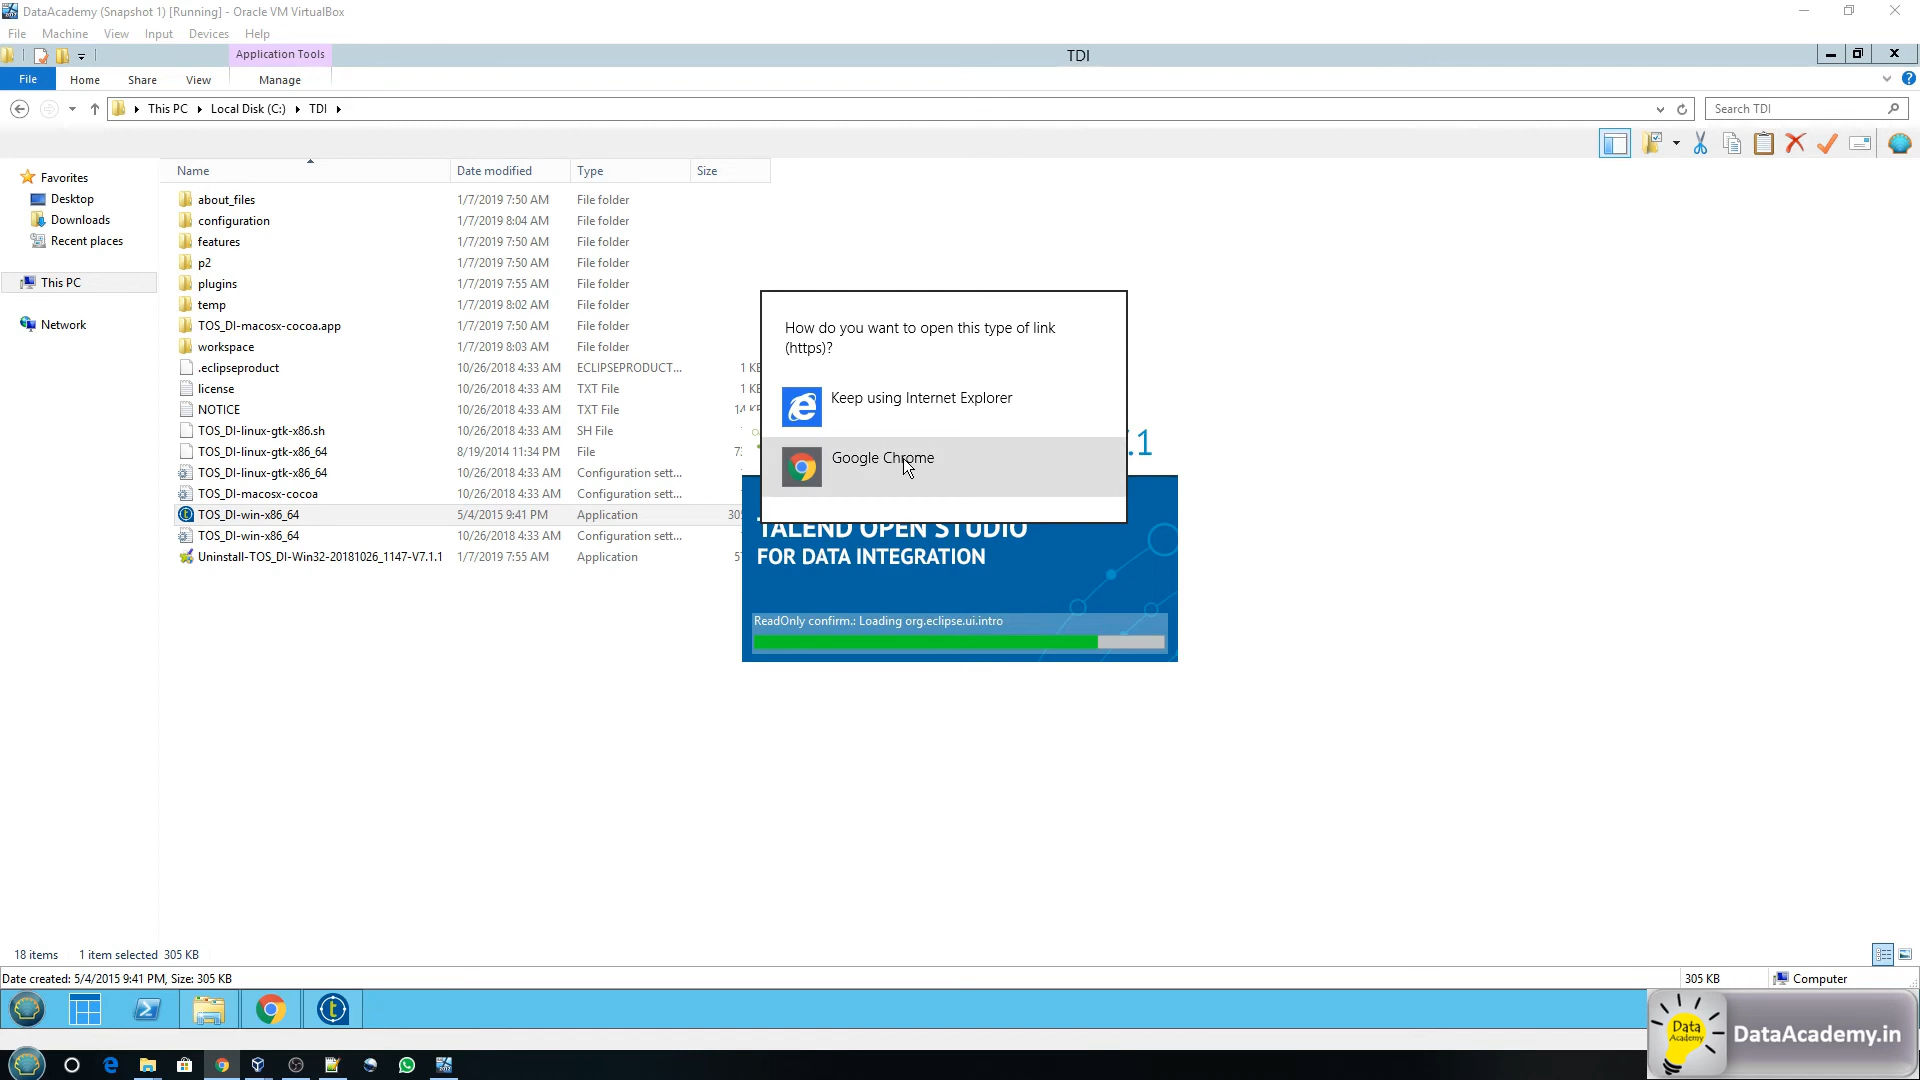 DataAcademy (Snapshot 1) [Running] - Oracle VM VirtualBox
File Machine View Input Devices Help
Application Tools
TDI
File Home Share View Manage
This PC Local Disk (C:) TDI
Search TDI
Name Date modified Type Size
Favorites
Desktop
Downloads
Recent places
This PC
Network
about_files 1/7/2019 7:50 AM File folder
configuration 1/7/2019 8:04 AM File folder
features 1/7/2019 7:50 AM File folder
p2 1/7/2019 7:50 AM File folder
plugins 1/7/2019 7:55 AM File folder
temp 1/7/2019 8:02 AM File folder
TOS_DI-macosx-cocoa.app 1/7/2019 7:50 AM File folder
workspace 1/7/2019 8:03 AM File folder
.eclipseproduct 10/26/2018 4:33 AM ECLIPSEPRODUCT... 1 KB
license 10/26/2018 4:33 AM TXT File 1 KB
NOTICE 10/26/2018 4:33 AM TXT File 14 K
TOS_DI-linux-gtk-x86.sh 10/26/2018 4:33 AM SH File
TOS_DI-linux-gtk-x86_64 8/19/2014 11:34 PM File 7
TOS_DI-linux-gtk-x86_64 10/26/2018 4:33 AM Configuration sett...
TOS_DI-macosx-cocoa 10/26/2018 4:33 AM Configuration sett...
TOS_DI-win-x86_64 5/4/2015 9:41 PM Application 305
TOS_DI-win-x86_64 10/26/2018 4:33 AM Configuration sett...
Uninstall-TOS_DI-Win32-20181026_1147-V7.1.1 1/7/2019 7:55 AM Application 5
How do you want to open this type of link
(https)?
Keep using Internet Explorer
Google Chrome
.1
TALEND OPEN STUDIO
FOR DATA INTEGRATION
ReadOnly confirm.: Loading org.eclipse.ui.intro
18 items 1 item selected 305 KB
Date created: 5/4/2015 9:41 PM, Size: 305 KB
305 KB Computer
Data
Academy
DataAcademy.in